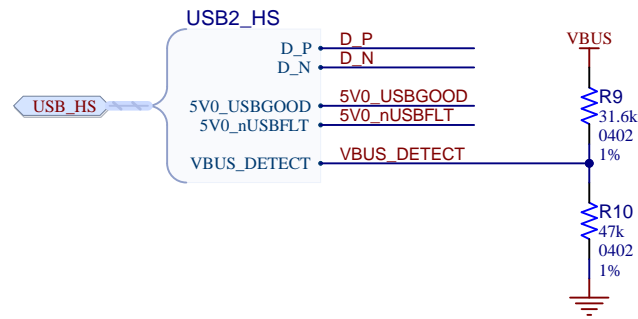 USB2_HS
D_P
D_P
D_N
D_N
VBUS
USB_HS
5V0_USBGOOD
5V0_USBGOOD
5V0_nUSBFLT
5V0_nUSBFLT
VBUS_DETECT
VBUS_DETECT
R9
31.6k
0402
1%
R10
47k
0402
1%